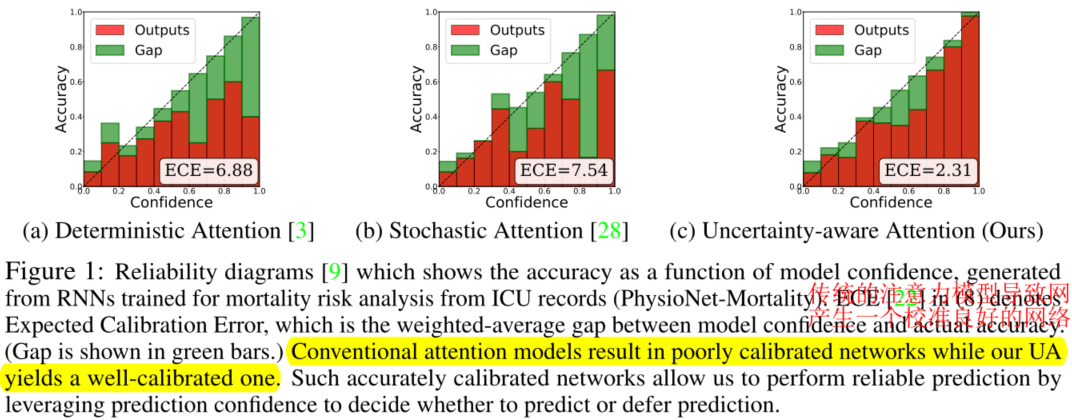 1.0
0.8
0.6
0.4
0.2
0.0
Accuracy
Outputs
Gap
ECE=6.88
0.0 0.2 0.4 0.6 0.8 1.0
Confidence
(a) Deterministic Attention [3]
1.0
0.8
0.6
0.4
0.2
0.0
Accuracy
Outputs
Gap
ECE=7.54
0.0 0.2 0.4 0.6 0.8 1.0
Confidence
(b) Stochastic Attention [28]
1.0
0.8
0.6
0.4
0.2
0.0
Accuracy
Outputs
Gap
ECE=2.31
0.0 0.2 0.4 0.6 0.8 1.0
Confidence
(c) Uncertainty-aware Attention (Ours)
Figure 1: Reliability diagrams [9] which shows the accuracy as a function of model confidence, generated
from RNNs trained for mortality risk analysis from ICU records (PhysioNet-Mortality). ECE [22] in (8) denotes
Expected Calibration Error, which is the weighted-average gap between model confidence and actual accuracy.
(Gap is shown in green bars.) Conventional attention models result in poorly calibrated networks while our UA
yields a well-calibrated one. Such accurately calibrated networks allow us to perform reliable prediction by
leveraging prediction confidence to decide whether to predict or defer prediction.
传统的注意力模型导致网
产生一个校准良好的网络